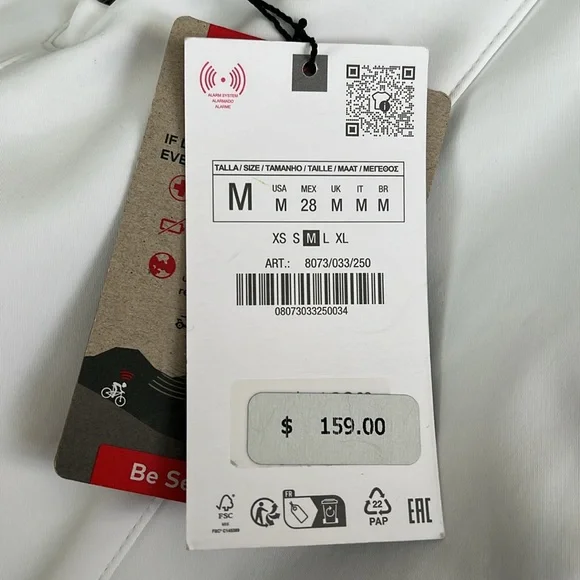 ALARM SYSTEM
ALARMADO
ALARME
TALLA / SIZE / TAMANHO / TAILLE / MAAT / ΜΕΓΕΘΟΣ
M
USA MEX UK IT BR
M 28 M M M
XS S M L XL
ART.: 8073/033/250
08073033250034
$ 159.00
FSC
MIX
FR
22
PAP
EAC
IF
EVE
Be Se